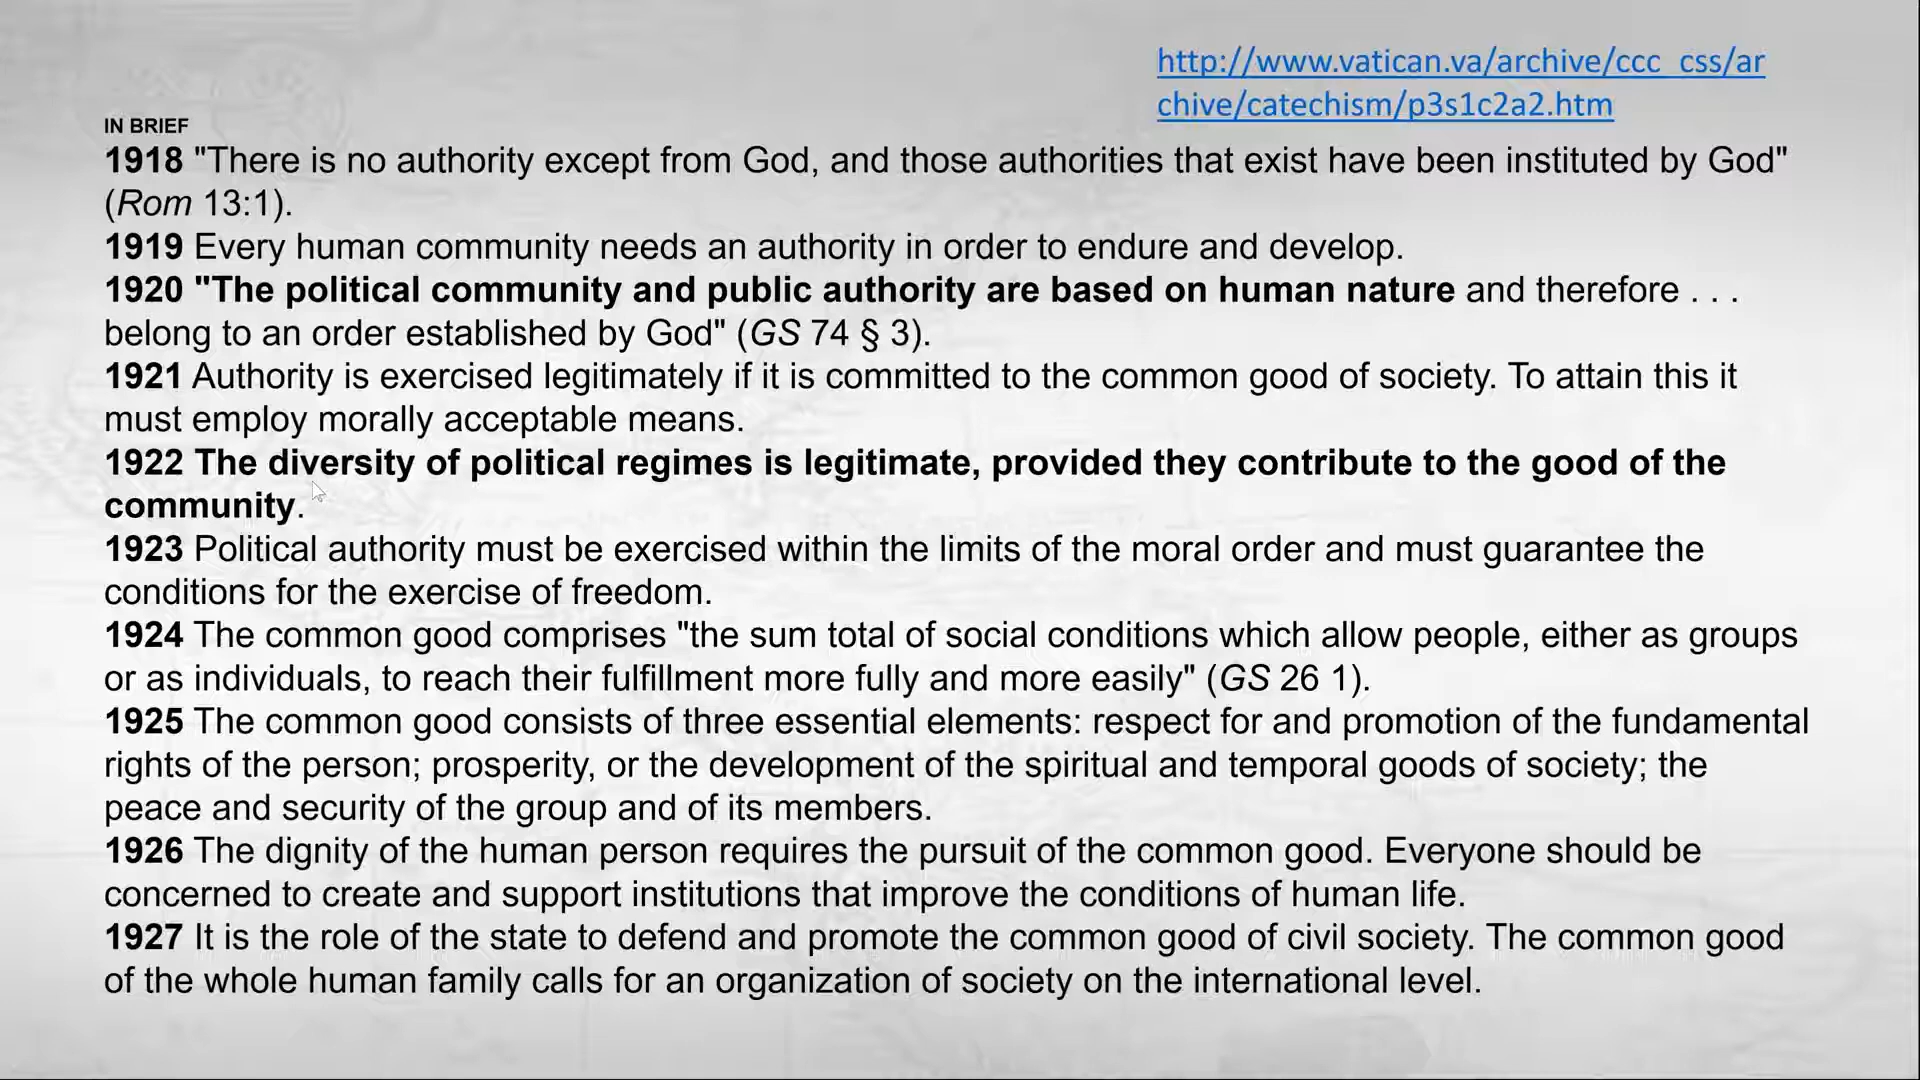 http://www.vatican.va/archive/ccc_css/ar
chive/catechism/p3s1c2a2.htm
IN BRIEF
1918 "There is no authority except from God, and those authorities that exist have been instituted by God"
(Rom 13:1).
1919 Every human community needs an authority in order to endure and develop.
1920 "The political community and public authority are based on human nature and therefore . . .
belong to an order established by God" (GS 74 § 3).
1921 Authority is exercised legitimately if it is committed to the common good of society. To attain this it
must employ morally acceptable means.
1922 The diversity of political regimes is legitimate, provided they contribute to the good of the
community.
1923 Political authority must be exercised within the limits of the moral order and must guarantee the
conditions for the exercise of freedom.
1924 The common good comprises "the sum total of social conditions which allow people, either as groups
or as individuals, to reach their fulfillment more fully and more easily" (GS 26 1).
1925 The common good consists of three essential elements: respect for and promotion of the fundamental
rights of the person; prosperity, or the development of the spiritual and temporal goods of society; the
peace and security of the group and of its members.
1926 The dignity of the human person requires the pursuit of the common good. Everyone should be
concerned to create and support institutions that improve the conditions of human life.
1927 It is the role of the state to defend and promote the common good of civil society. The common good
of the whole human family calls for an organization of society on the international level.